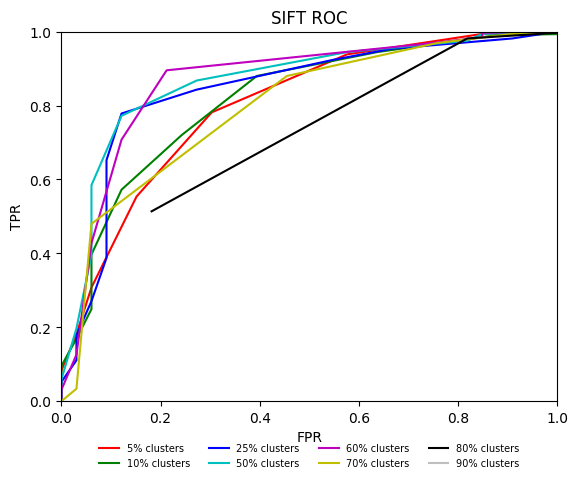 SIFT ROC
1.0
0.8
0.6
0.4
0.2
0.0
TPR
0.0 0.2 0.4 0.6 0.8 1.0
FPR
5% clusters 25% clusters 60% clusters 80% clusters
10% clusters 50% clusters 70% clusters 90% clusters